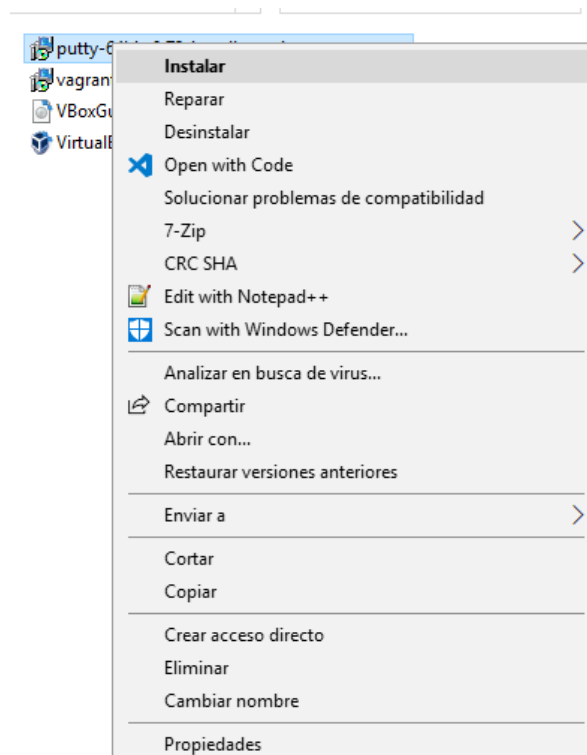 putty-6
Instalar
vagran
Reparar
VBoxGu
Desinstalar
Virtual
Open with Code
Solucionar problemas de compatibilidad
7-Zip
CRC SHA
Edit with Notepad++
Scan with Windows Defender...
Analizar en busca de virus...
Compartir
Abrir con...
Restaurar versiones anteriores
Enviar a
Cortar
Copiar
Crear acceso directo
Eliminar
Cambiar nombre
Propiedades